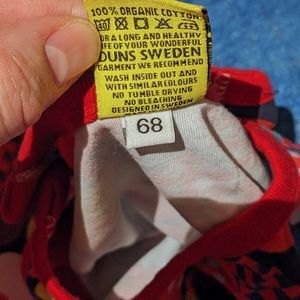 100% ORGANIC COTTON
FOR A LONG AND HEALTHY
LIFE OF YOUR WONDERFUL
DUNS SWEDEN
GARMENT WE RECOMMEND
WASH INSIDE OUT AND
WITH SIMILAR COLOURS
NO TUMBLE DRYING
NO BLEACHING
DESIGNED IN SWEDEN
68